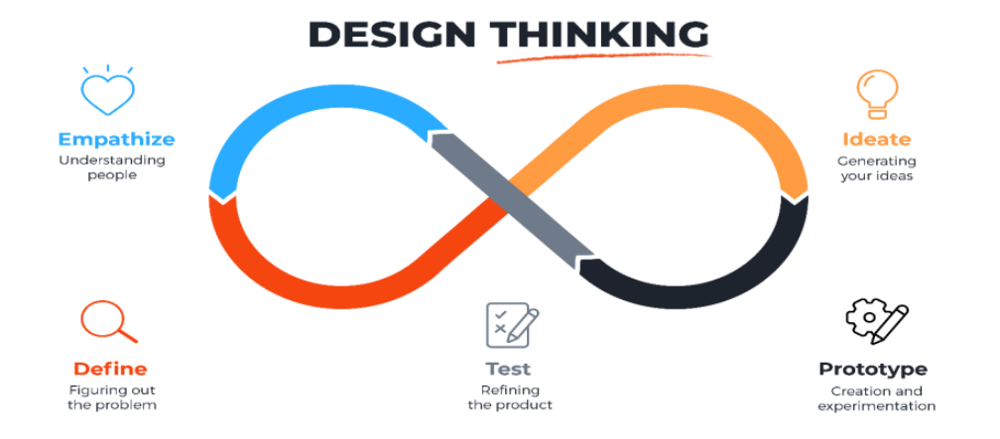 DESIGN THINKING
Empathize
Understanding
people
Ideate
Generating
your ideas
Define
Figuring out
the problem
Test
Refining
the product
Prototype
Creation and
experimentation